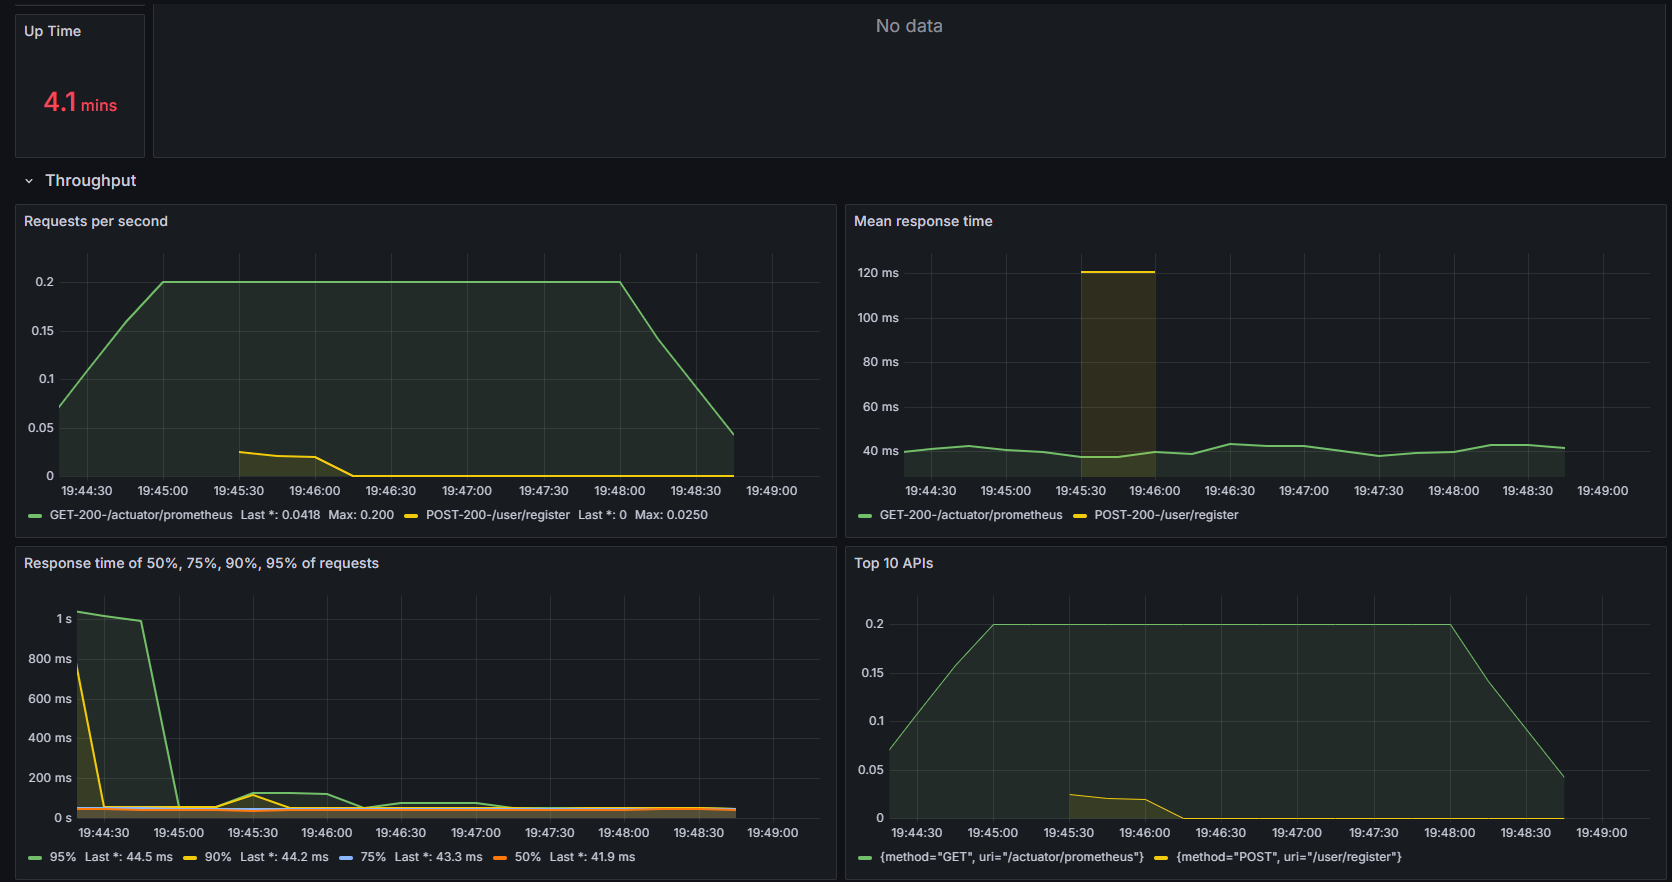 Up Time
No data
4.1 mins
Throughput
Requests per second
0.2
0.15
0.1
0.05
0
19:44:30 19:45:00 19:45:30 19:46:00 19:46:30 19:47:00 19:47:30 19:48:00 19:48:30 19:49:00
GET-200-/actuator/prometheus Last *: 0.0418 Max: 0.200 POST-200-/user/register Last *: 0 Max: 0.0250
Mean response time
120 ms
100 ms
80 ms
60 ms
40 ms
19:44:30 19:45:00 19:45:30 19:46:00 19:46:30 19:47:00 19:47:30 19:48:00 19:48:30 19:49:00
GET-200-/actuator/prometheus POST-200-/user/register
Response time of 50%, 75%, 90%, 95% of requests
1 s
800 ms
600 ms
400 ms
200 ms
0 s
19:44:30 19:45:00 19:45:30 19:46:00 19:46:30 19:47:00 19:47:30 19:48:00 19:48:30 19:49:00
95% Last *: 44.5 ms 90% Last *: 44.2 ms 75% Last *: 43.3 ms 50% Last *: 41.9 ms
Top 10 APIs
0.2
0.15
0.1
0.05
0
19:44:30 19:45:00 19:45:30 19:46:00 19:46:30 19:47:00 19:47:30 19:48:00 19:48:30 19:49:00
{method="GET", uri="/actuator/prometheus"} {method="POST", uri="/user/register"}